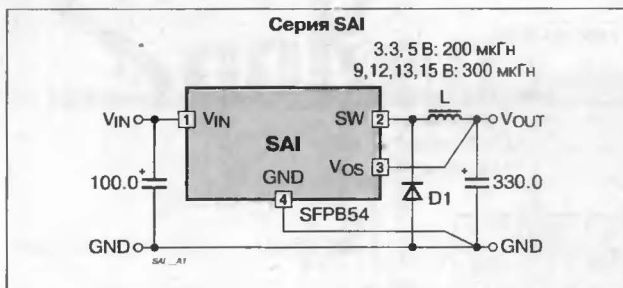 Серия SAI
3.3, 5 В: 200 мкГн
9,12,13,15 В: 300 мкГн
L
VIN 1 VIN SW 2 VOUT
SAI
VOS 3
GND
4
100.0 + SFPB54 D1 + 330.0
GND GND
SAI_A1